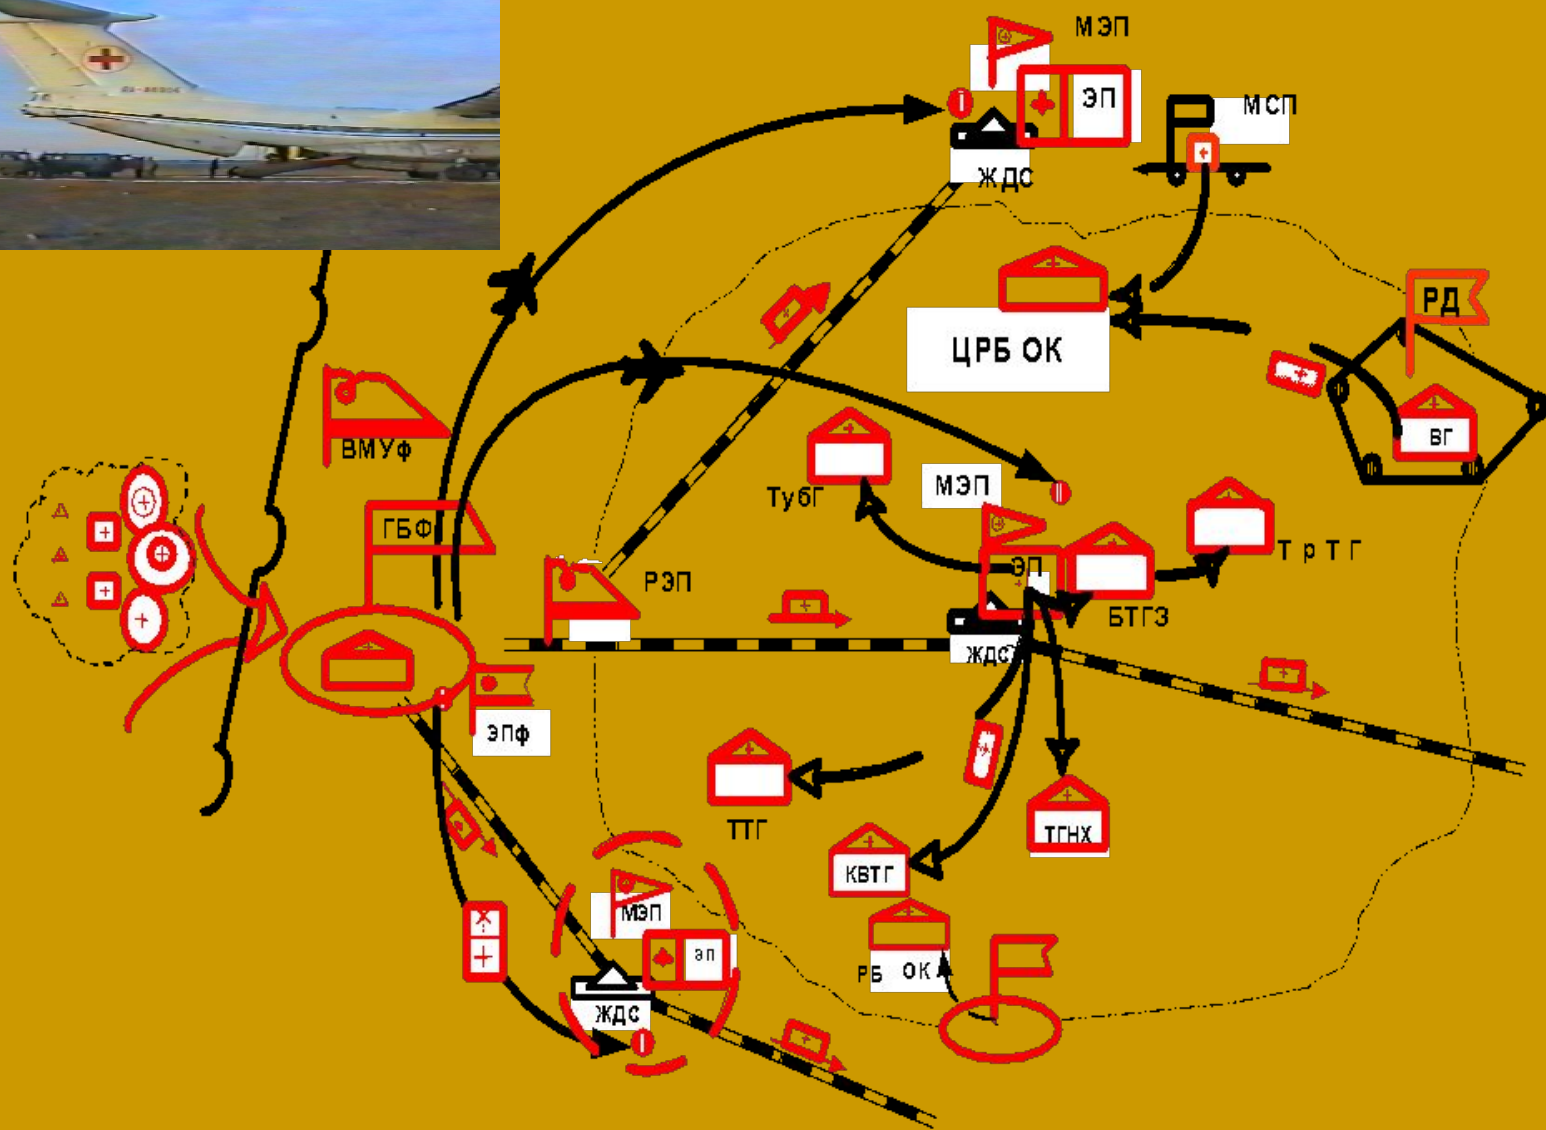 МЭП
ЭП
МСП
ЖДС
РД
ЦРБ ОК
ВГ
ВМУф
ТубГ
МЭП
ГБФ
ТрТГ
ЭП
РЭП
БТГЗ
ЖДС
ЭПф
ТТГ
ТГНХ
КВТГ
МЭП
ЭП
РБ ОК
ЖДС